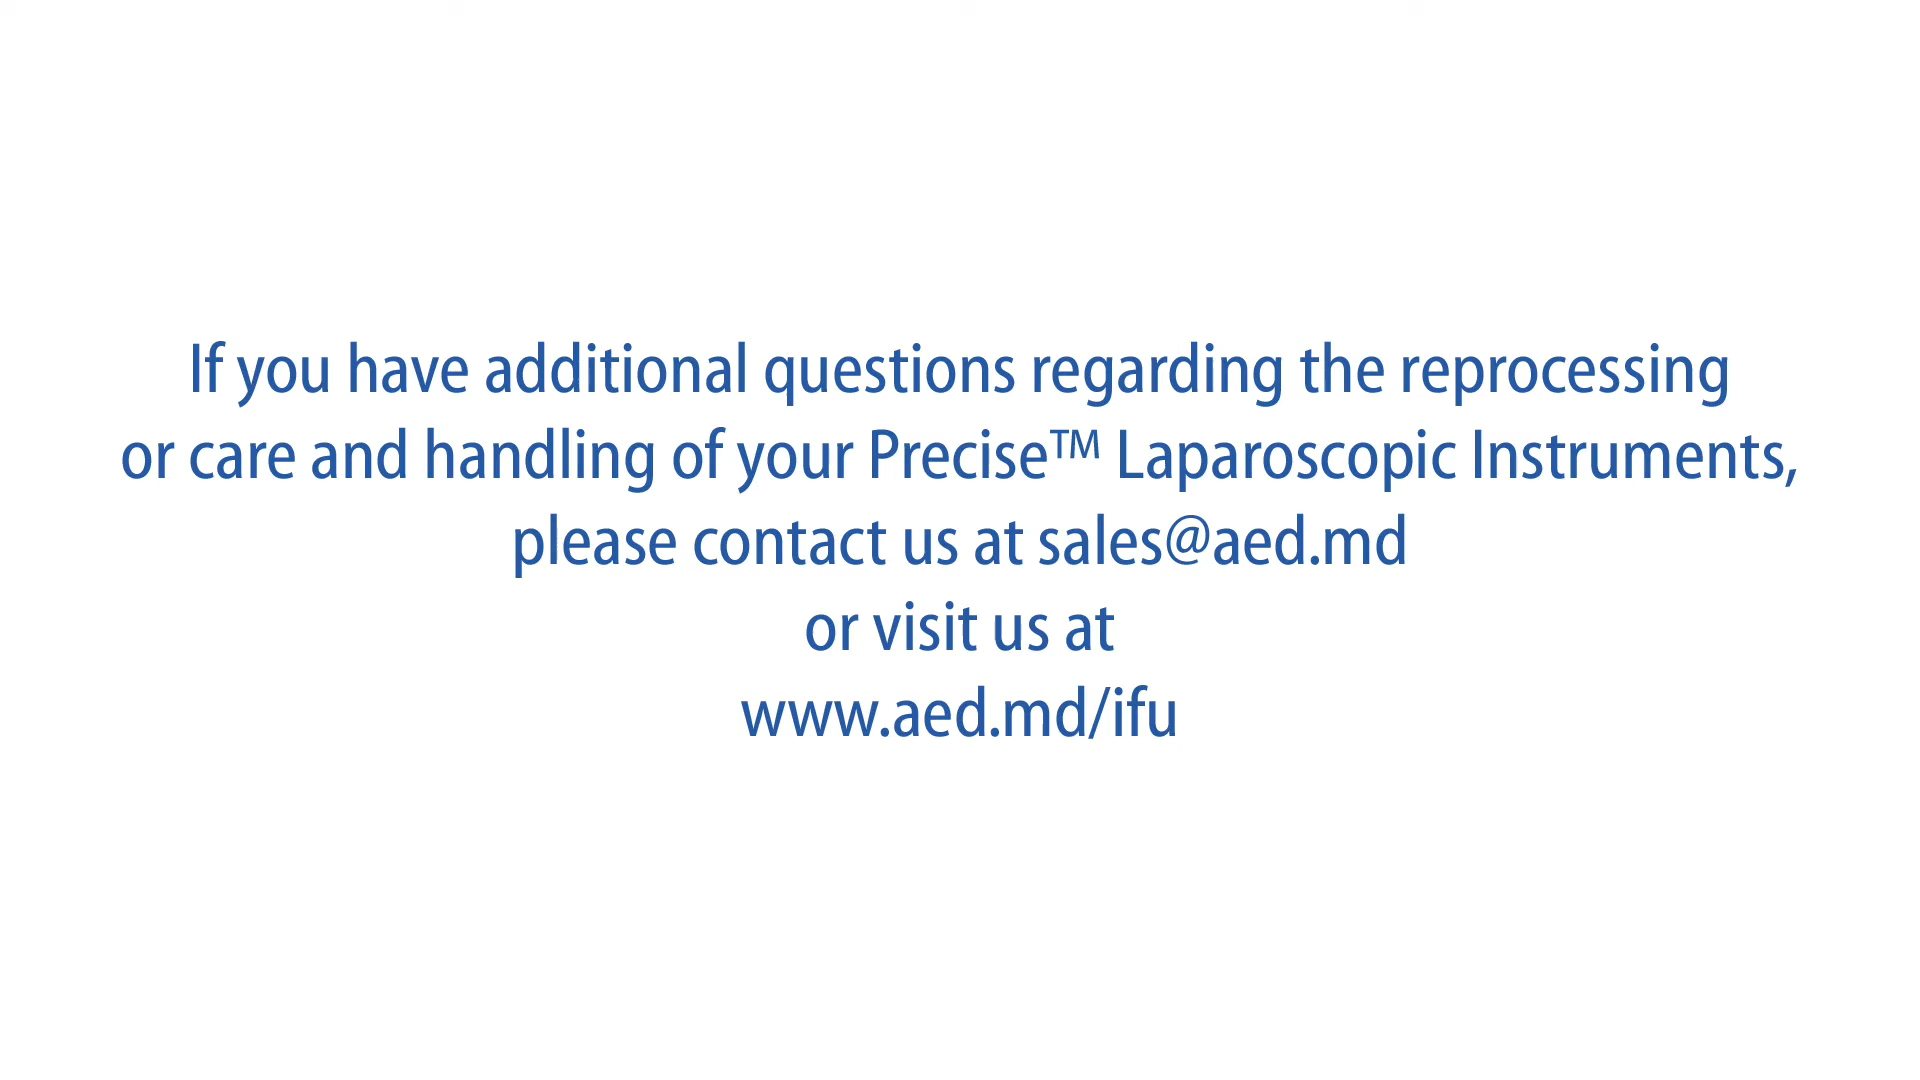 If you have additional questions regarding the reprocessing
or care and handling of your Precise™ Laparoscopic Instruments,
please contact us at sales@aed.md
or visit us at
www.aed.md/ifu